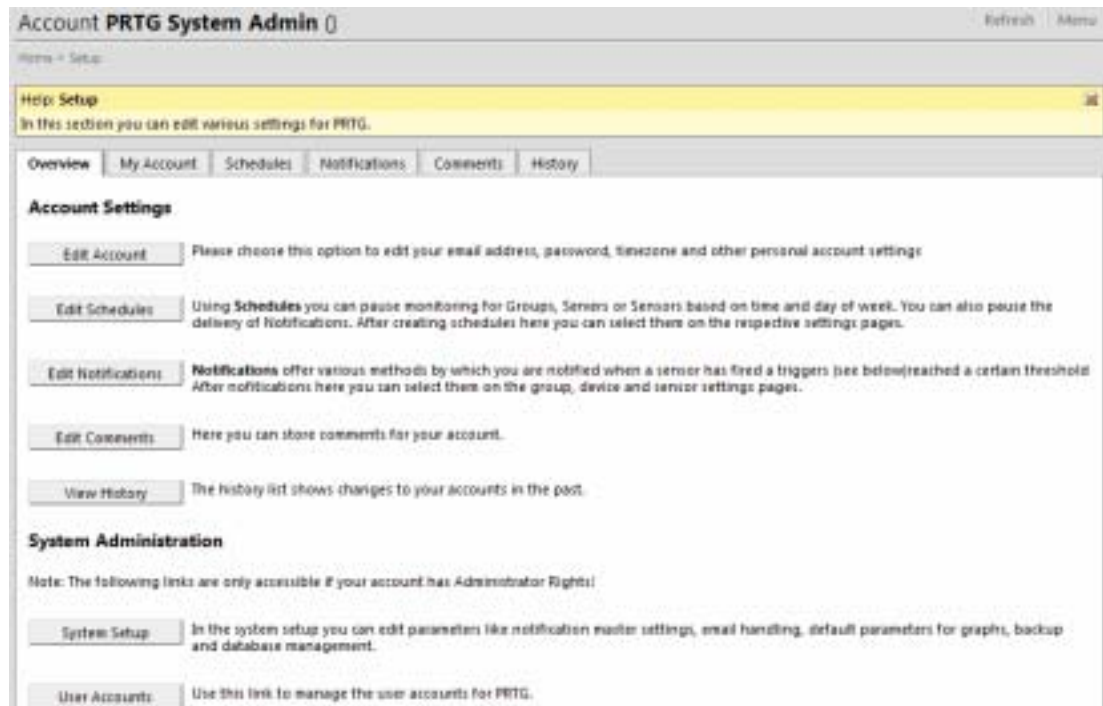 Account PRTG System Admin ()
Refresh
Menu
Home > Setup
Help: Setup
In this section you can edit various settings for PRTG.
Overview
My Account
Schedules
Notifications
Comments
History
Account Settings
Edit Account
Please choose this option to edit your email address, password, timezone and other personal account settings
Edit Schedules
Using Schedules you can pause monitoring for Groups, Servers or Sensors based on time and day of week. You can also pause the
delivery of Notifications. After creating schedules here you can select them on the respective settings pages.
Edit Notifications
Notifications offer various methods by which you are notified when a sensor has fired a triggers (see below)reached a certain threshold
After nofitications here you can select them on the group, device and sensor settings pages.
Edit Comments
Here you can store comments for your account.
View History
The history list shows changes to your accounts in the past.
System Administration
Note: The following links are only accessible if your account has Administrator Rights!
System Setup
In the system setup you can edit parameters like notification master settings, email handling, default parameters for graphs, backup
and database management.
User Accounts
Use this link to manage the user accounts for PRTG.